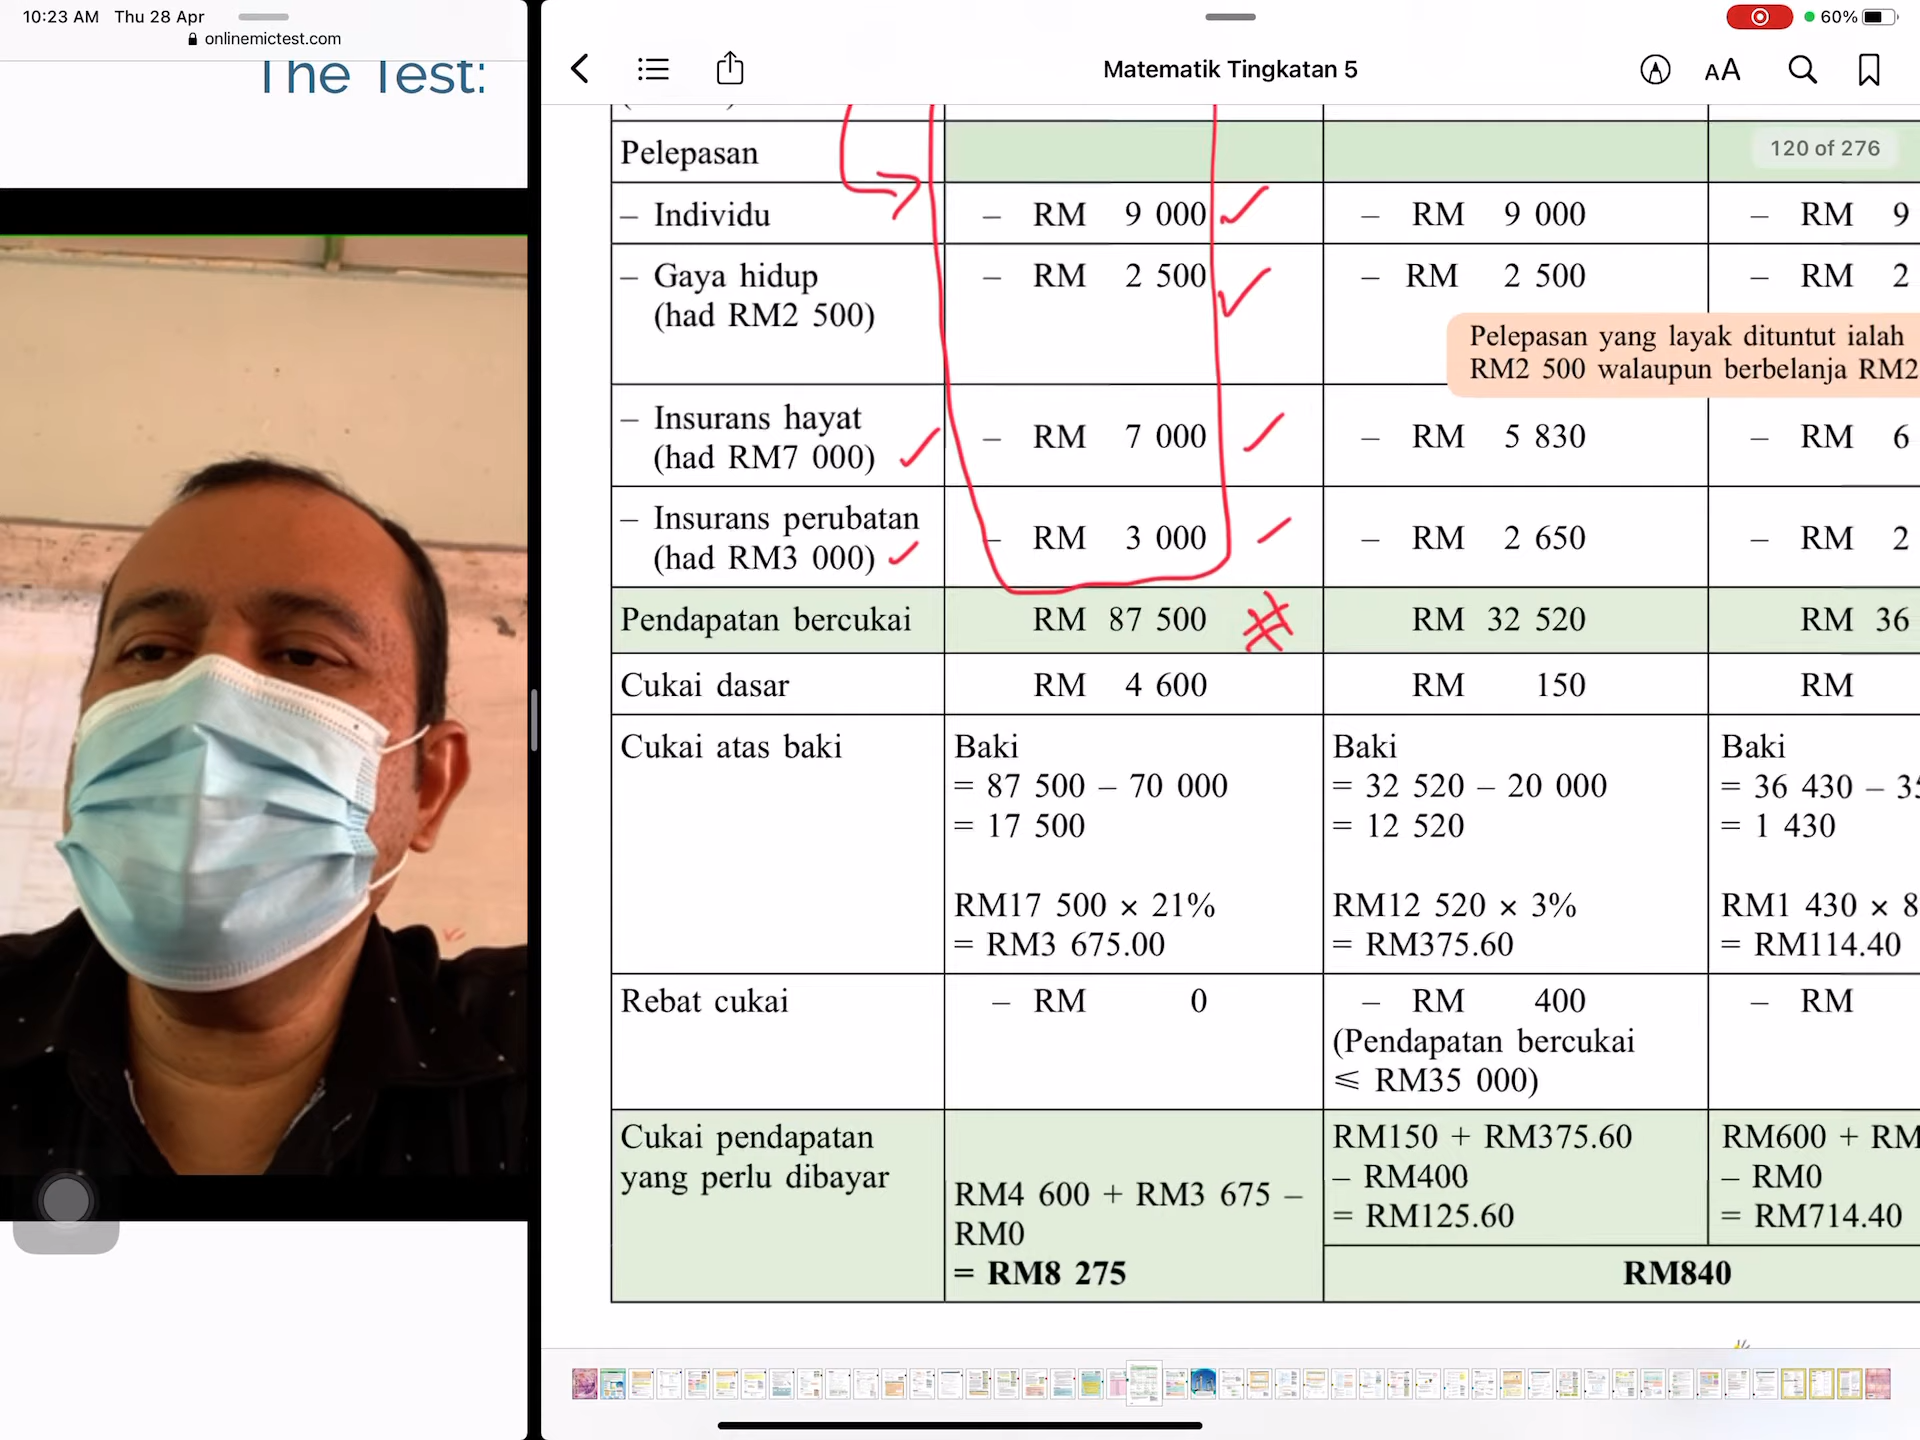 10:23 AM Thu 28 Apr
onlinemictest.com
The Test:
60%
Matematik Tingkatan 5
AA
120 of 276
Pelepasan
– Individu – RM 9 000 – RM 9 000 – RM 9
– Gaya hidup – RM 2 500 – RM 2 500 – RM 2
(had RM2 500)
Pelepasan yang layak dituntut ialah
RM2 500 walaupun berbelanja RM2
– Insurans hayat – RM 7 000 – RM 5 830 – RM 6
(had RM7 000)
– Insurans perubatan – RM 3 000 – RM 2 650 – RM 2
(had RM3 000)
Pendapatan bercukai RM 87 500 RM 32 520 RM 36
Cukai dasar RM 4 600 RM 150 RM
Cukai atas baki
Baki
= 87 500 – 70 000
= 17 500
RM17 500 × 21%
= RM3 675.00
Baki
= 32 520 – 20 000
= 12 520
RM12 520 × 3%
= RM375.60
Baki
= 36 430 – 35
= 1 430
RM1 430 × 8
= RM114.40
Rebat cukai – RM 0 – RM 400 – RM
(Pendapatan bercukai
⩽ RM35 000)
Cukai pendapatan
yang perlu dibayar
RM4 600 + RM3 675 –
RM0
= RM8 275
RM150 + RM375.60
– RM400
= RM125.60
RM600 + RM
– RM0
= RM714.40
RM840